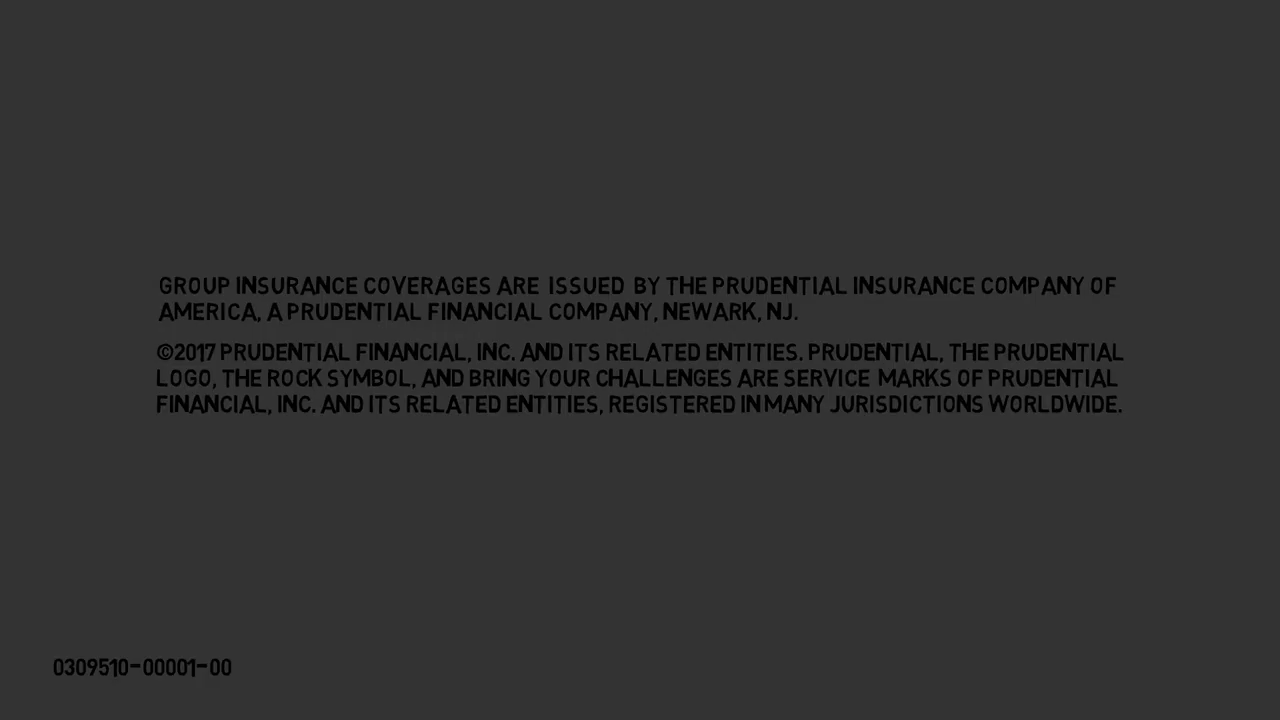 GROUP INSURANCE COVERAGES ARE ISSUED BY THE PRUDENTIAL INSURANCE COMPANY OF
AMERICA, A PRUDENTIAL FINANCIAL COMPANY, NEWARK, NJ.
©2017 PRUDENTIAL FINANCIAL, INC. AND ITS RELATED ENTITIES. PRUDENTIAL, THE PRUDENTIAL
LOGO, THE ROCK SYMBOL, AND BRING YOUR CHALLENGES ARE SERVICE MARKS OF PRUDENTIAL
FINANCIAL, INC. AND ITS RELATED ENTITIES, REGISTERED IN MANY JURISDICTIONS WORLDWIDE.
0309510-00001-00